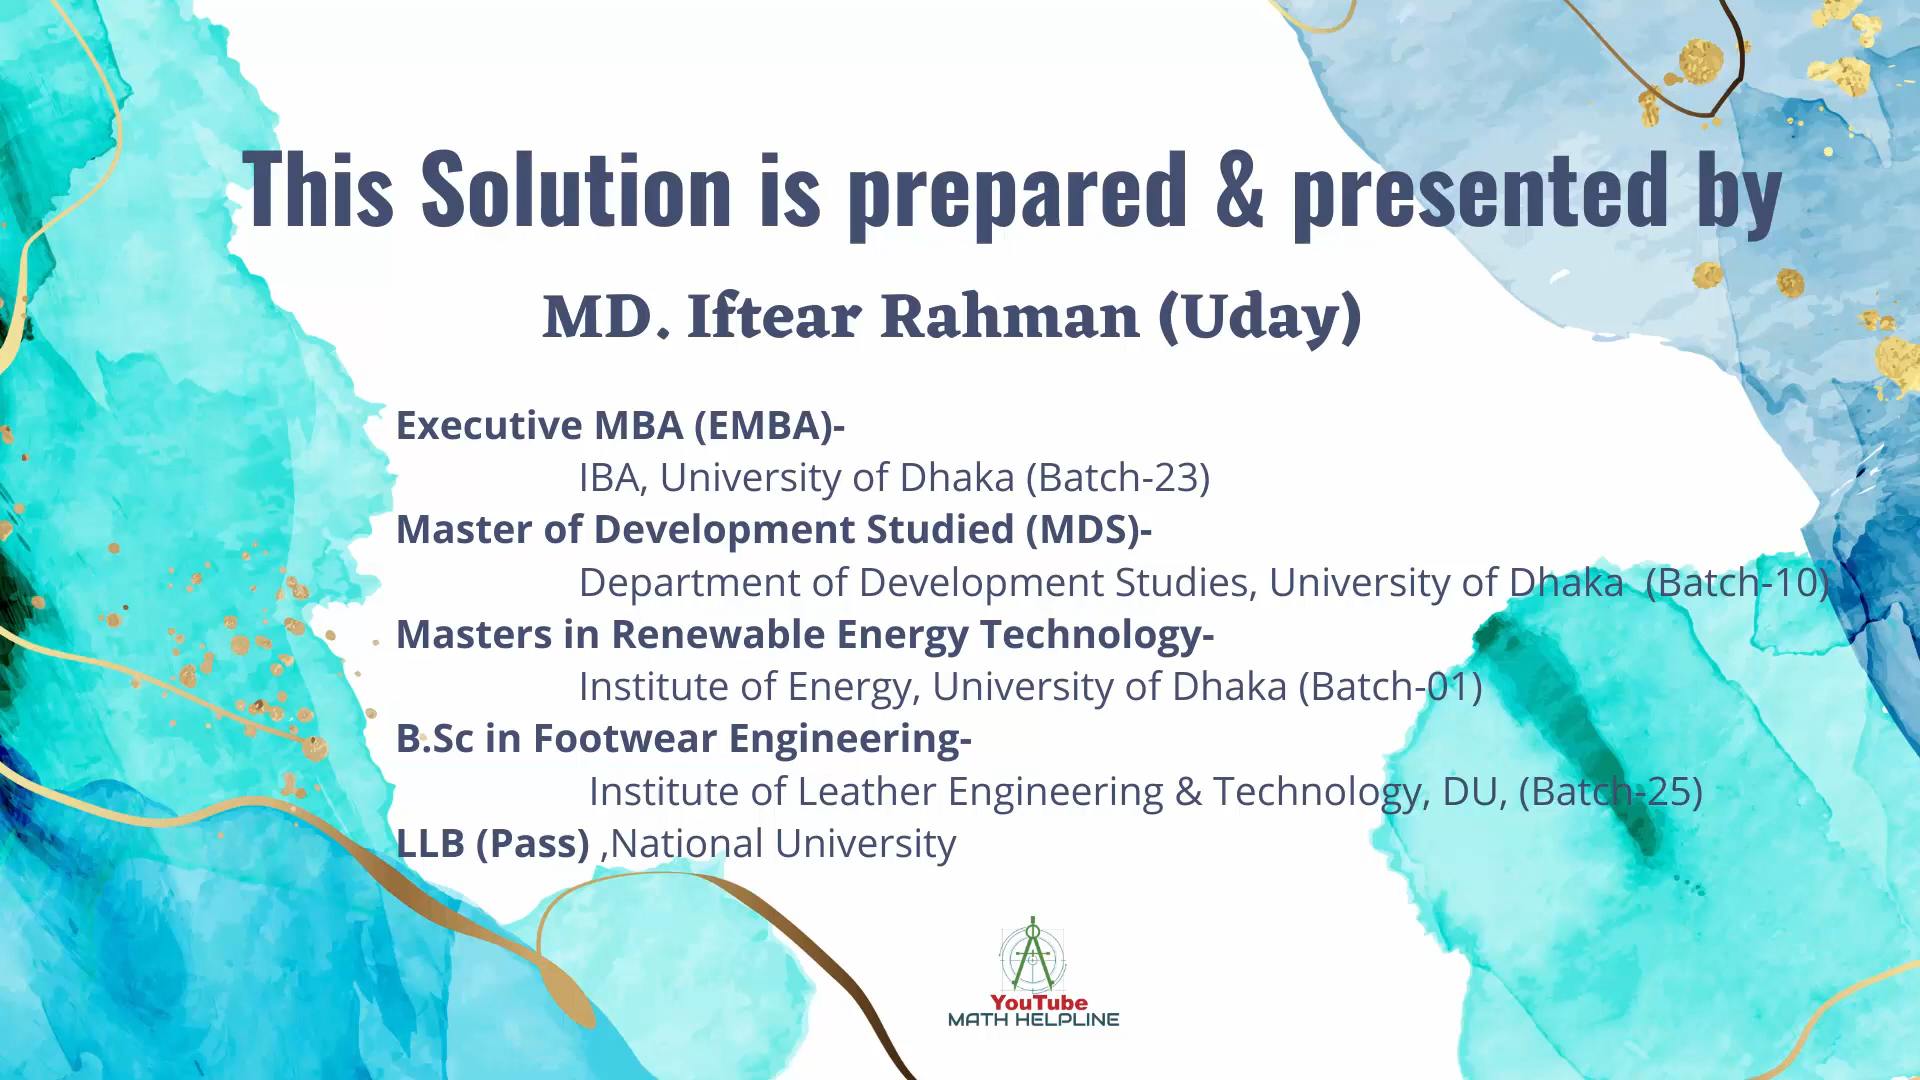 This Solution is prepared & presented by
MD. Iftear Rahman (Uday)
Executive MBA (EMBA)-
IBA, University of Dhaka (Batch-23)
Master of Development Studied (MDS)-
Department of Development Studies, University of Dhaka (Batch-10)
Masters in Renewable Energy Technology-
Institute of Energy, University of Dhaka (Batch-01)
B.Sc in Footwear Engineering-
Institute of Leather Engineering & Technology, DU, (Batch-25)
LLB (Pass) ,National University
YouTube
MATH HELPLINE